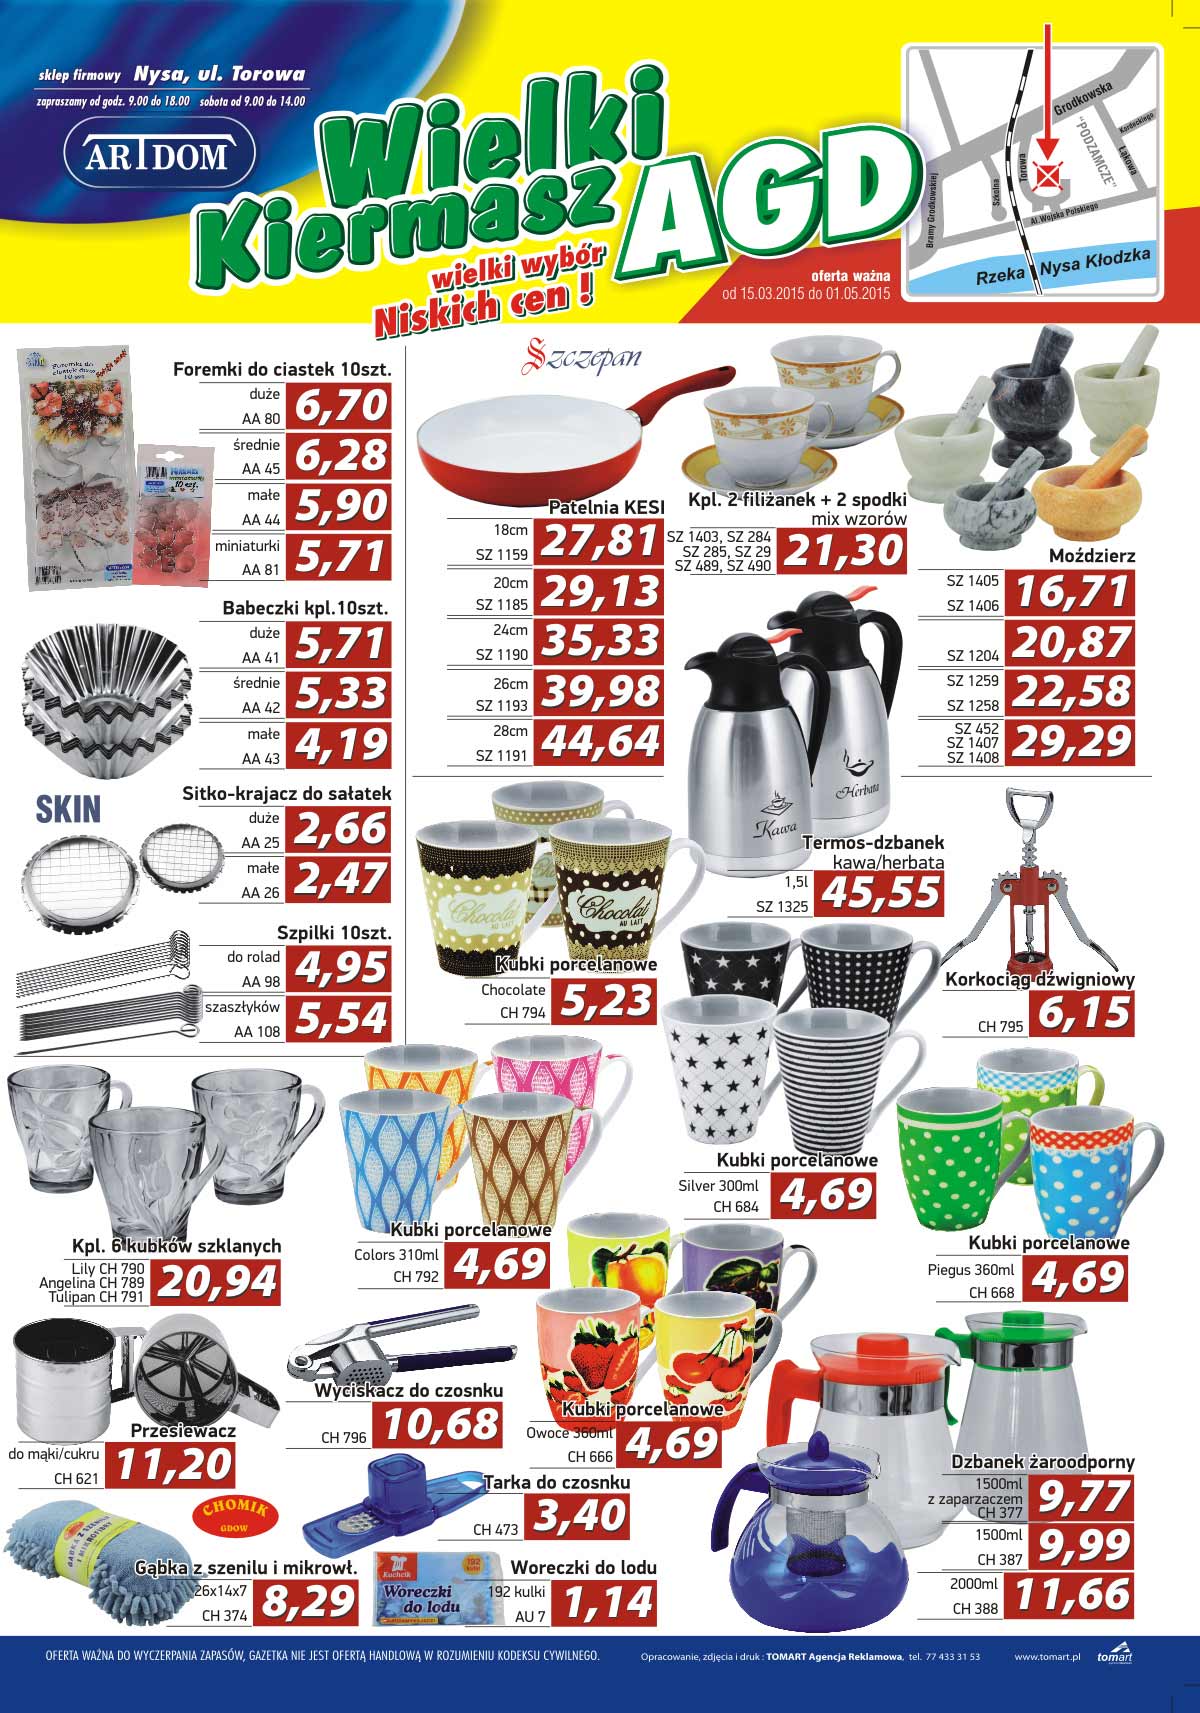 sklep firmowy Nysa, ul. Torowa
zapraszamy od godz. 9.00 do 18.00 sobota od 9.00 do 14.00
ARTDOM
Wielki
Kiermasz
AGD
wielki wybór
Niskich cen !
oferta ważna
od 15.03.2015 do 01.05.2015
Grodkowska
Kordeckiego
"PODZAMCZE"
Łąkowa
Torowa
Szkolna
Bramy Grodkowskiej
Al. Wojska Polskiego
Rzeka Nysa Kłodzka
Foremki do ciastek 10szt.
duże
AA 80
6,70
średnie
AA 45
6,28
małe
AA 44
5,90
miniaturki
AA 81
5,71
Babeczki kpl.10szt.
duże
AA 41
5,71
średnie
AA 42
5,33
małe
AA 43
4,19
SKIN
Sitko-krajacz do sałatek
duże
AA 25
2,66
małe
AA 26
2,47
Szpilki 10szt.
do rolad
AA 98
4,95
szaszłyków
AA 108
5,54
Szczepan
Patelnia KESI
18cm
SZ 1159
27,81
20cm
SZ 1185
29,13
24cm
SZ 1190
35,33
26cm
SZ 1193
39,98
28cm
SZ 1191
44,64
Kpl. 2 filiżanek + 2 spodki
mix wzorów
SZ 1403, SZ 284
SZ 285, SZ 29
SZ 489, SZ 490
21,30
Moździerz
SZ 1405
SZ 1406
16,71
SZ 1204
20,87
SZ 1259
SZ 1258
22,58
SZ 452
SZ 1407
SZ 1408
29,29
Kawa
Herbata
Termos-dzbanek
kawa/herbata
1,5l
SZ 1325
45,55
Chocolat
AU LAIT
Chocolat
AU LAIT
Kubki porcelanowe
Chocolate
CH 794
5,23
Korkociąg dźwigniowy
CH 795
6,15
Kubki porcelanowe
Silver 300ml
CH 684
4,69
Kubki porcelanowe
Piegus 360ml
CH 668
4,69
Kpl. 6 kubków szklanych
Lily CH 790
Angelina CH 789
Tulipan CH 791
20,94
Kubki porcelanowe
Colors 310ml
CH 792
4,69
Przesiewacz
do mąki/cukru
CH 621
11,20
Wyciskacz do czosnku
CH 796
10,68
Kubki porcelanowe
Owoce 360ml
CH 666
4,69
Dzbanek żaroodporny
1500ml
z zaparzaczem
CH 377
9,77
1500ml
CH 387
9,99
2000ml
CH 388
11,66
Tarka do czosnku
CH 473
3,40
CHOMIK
GDOW
GĄBKA Z SZENILU
I MIKROFIBRY
Gąbka z szenilu i mikrowł.
26x14x7
CH 374
8,29
Kuchcik
192
Woreczki
do lodu
Woreczki do lodu
192 kulki
AU 7
1,14
OFERTA WAŻNA DO WYCZERPANIA ZAPASÓW, GAZETKA NIE JEST OFERTĄ HANDLOWĄ W ROZUMIENIU KODEKSU CYWILNEGO.
Opracowanie, zdjęcia i druk : TOMART Agencja Reklamowa, tel. 77 433 31 53
www.tomart.pl
tomart